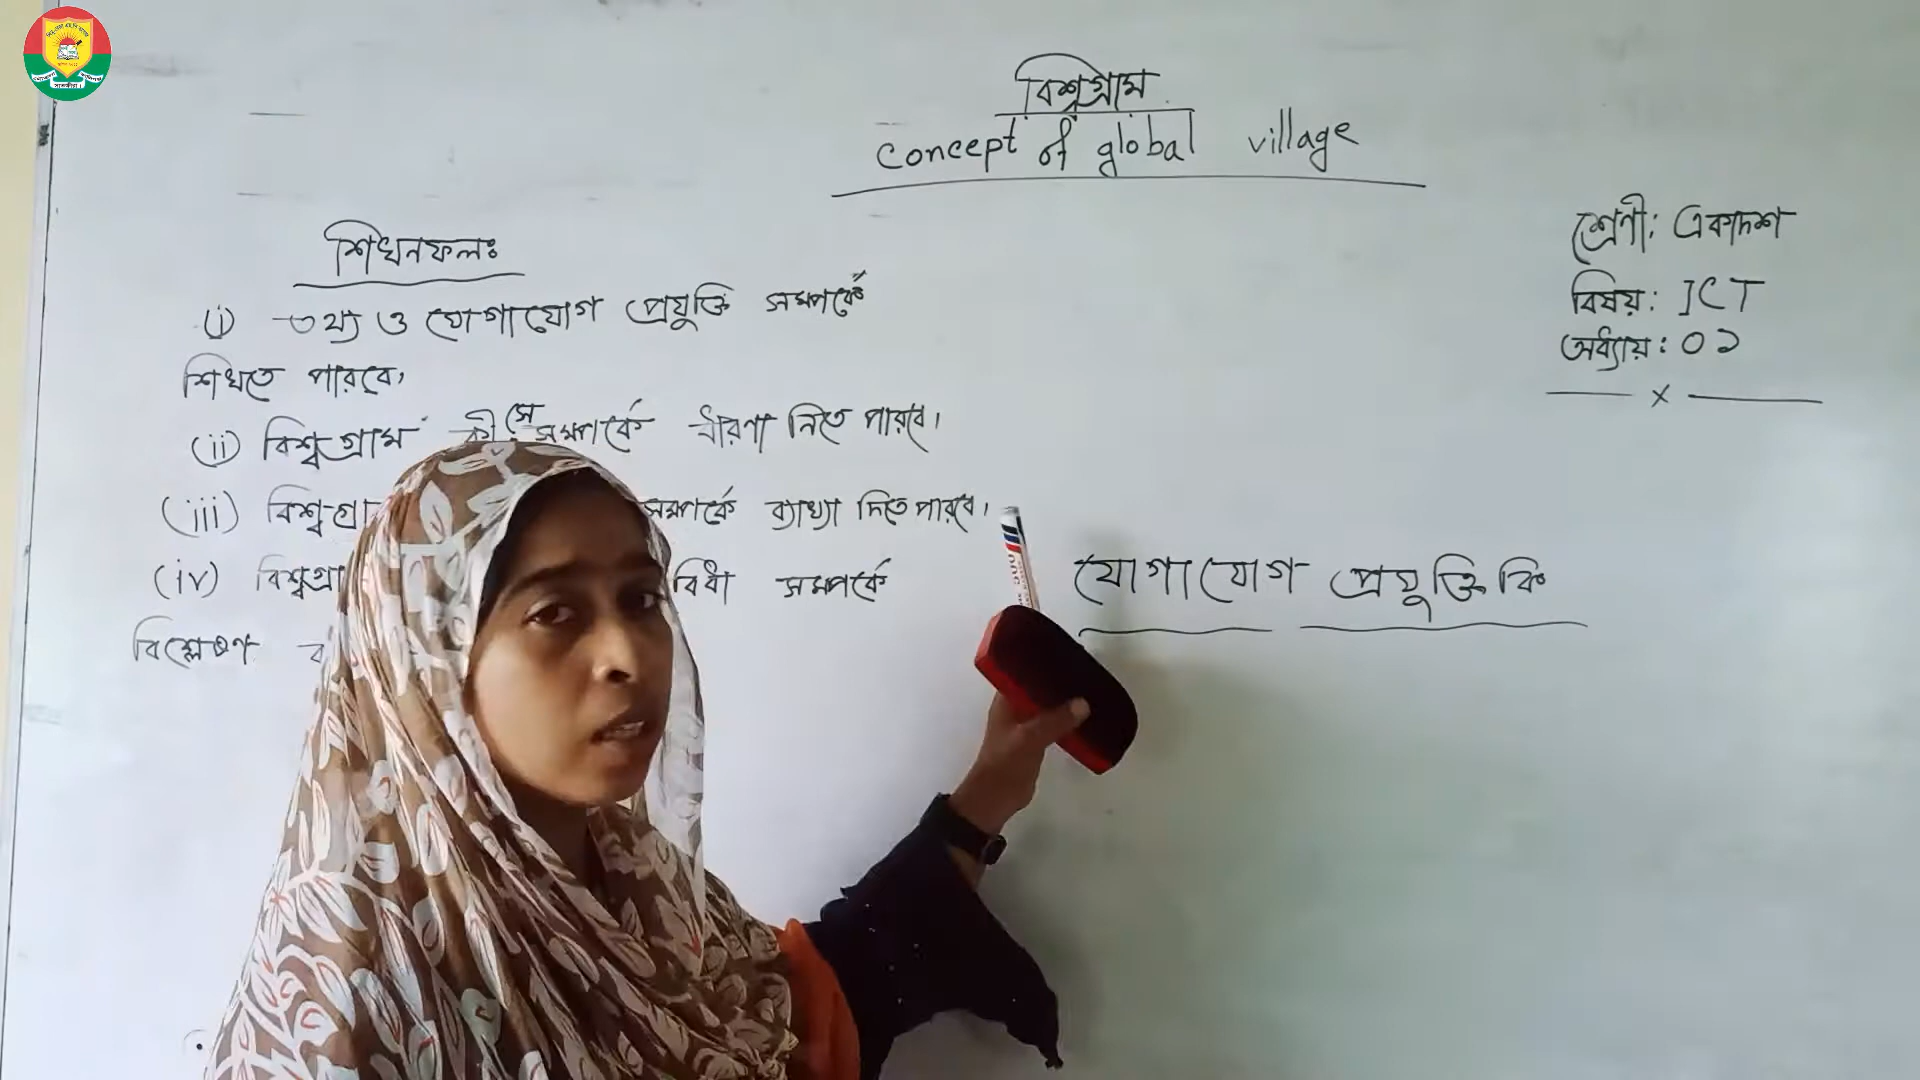 বিশ্বগ্রাম
concept of global village
শ্রেণী: একাদশ
বিষয়: ICT
অধ্যায়: ০১
x
শিখনফলঃ
(i) তথ্য ও যোগাযোগ প্রযুক্তি সম্পর্কে
শিখতে পারবে,
(ii) বিশ্বগ্রাম কী সে সম্পর্কে ধারণা নিতে পারবে।
(iii) বিশ্বগ্রা সম্পর্কে ব্যাখ্যা দিতে পারবে।
(iv) বিশ্বগ্রা বিধা সম্পর্কে
বিশ্লেষণ
যোগাযোগ প্রযুক্তি কি